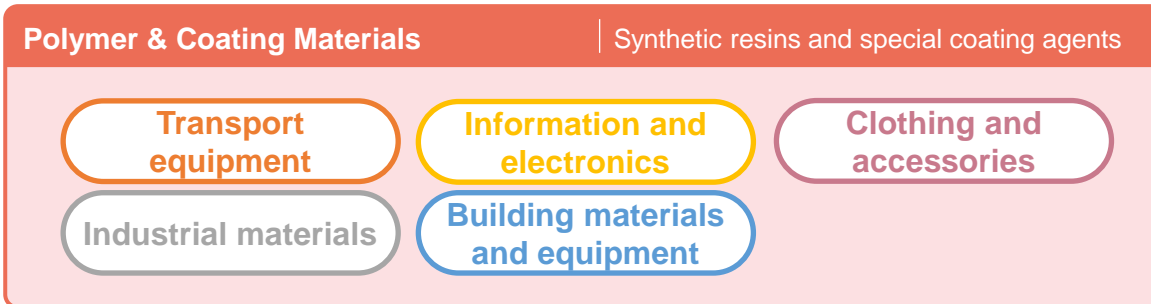 Polymer & Coating Materials
Synthetic resins and special coating agents
Transport
equipment
Information and
electronics
Clothing and
accessories
Industrial materials
Building materials
and equipment